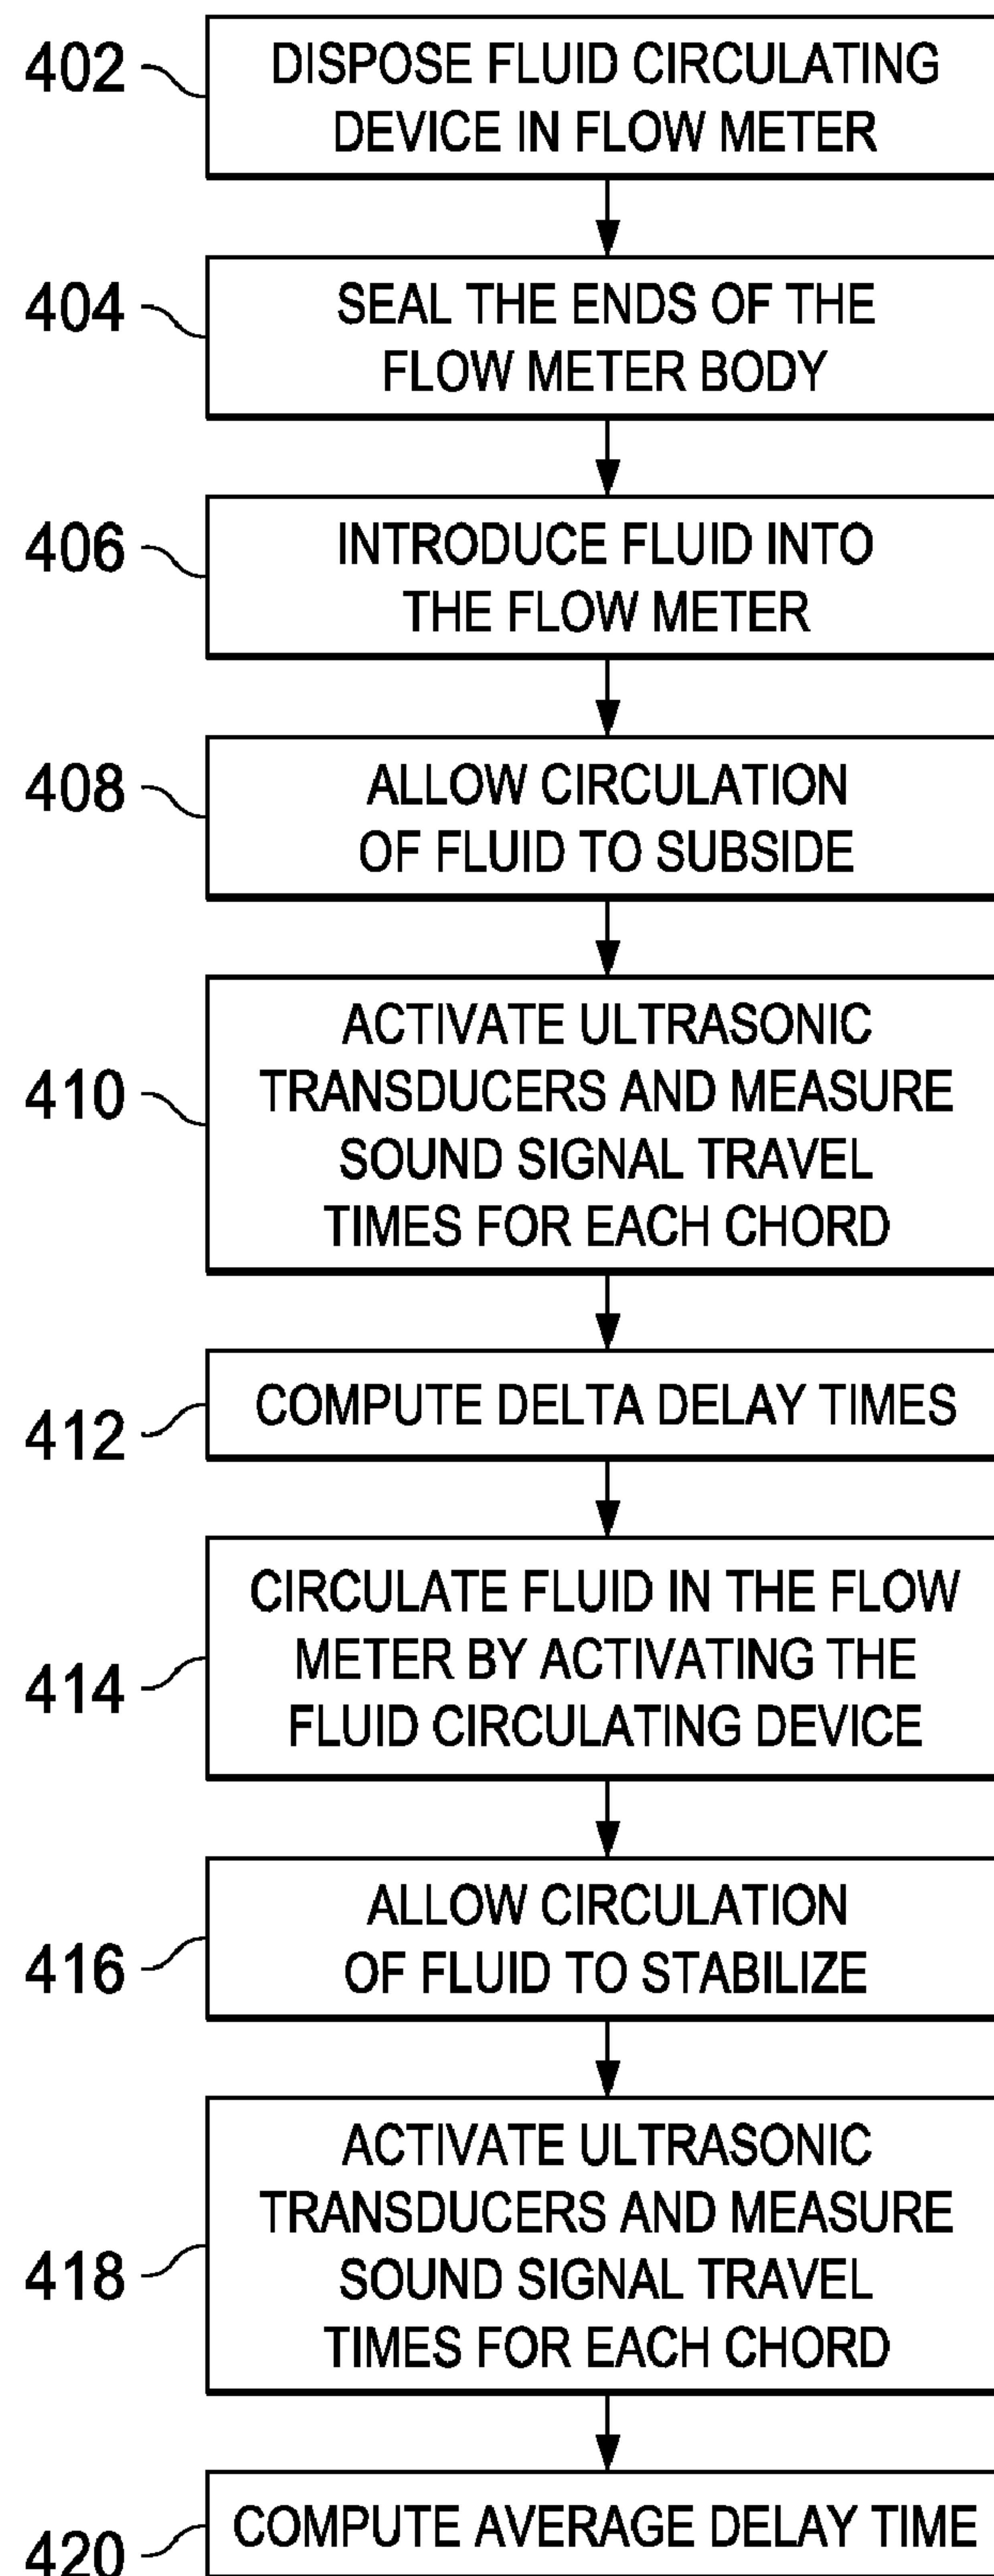 402
DISPOSE FLUID CIRCULATING
DEVICE IN FLOW METER
404
SEAL THE ENDS OF THE
FLOW METER BODY
406
INTRODUCE FLUID INTO
THE FLOW METER
408
ALLOW CIRCULATION
OF FLUID TO SUBSIDE
410
ACTIVATE ULTRASONIC
TRANSDUCERS AND MEASURE
SOUND SIGNAL TRAVEL
TIMES FOR EACH CHORD
412
COMPUTE DELTA DELAY TIMES
414
CIRCULATE FLUID IN THE FLOW
METER BY ACTIVATING THE
FLUID CIRCULATING DEVICE
416
ALLOW CIRCULATION
OF FLUID TO STABILIZE
418
ACTIVATE ULTRASONIC
TRANSDUCERS AND MEASURE
SOUND SIGNAL TRAVEL
TIMES FOR EACH CHORD
420
COMPUTE AVERAGE DELAY TIME